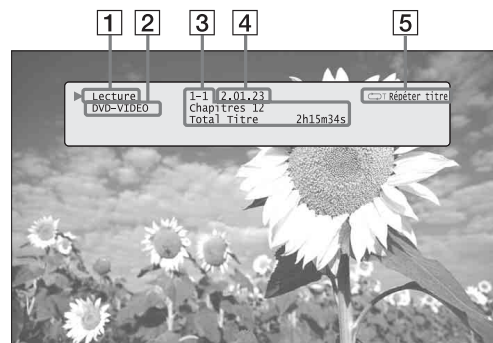 1 2 3 4 5
Lecture 1-1 2.01.23 T Répéter titre
DVD-VIDEO Chapitres 12
Total Titre 2h15m34s